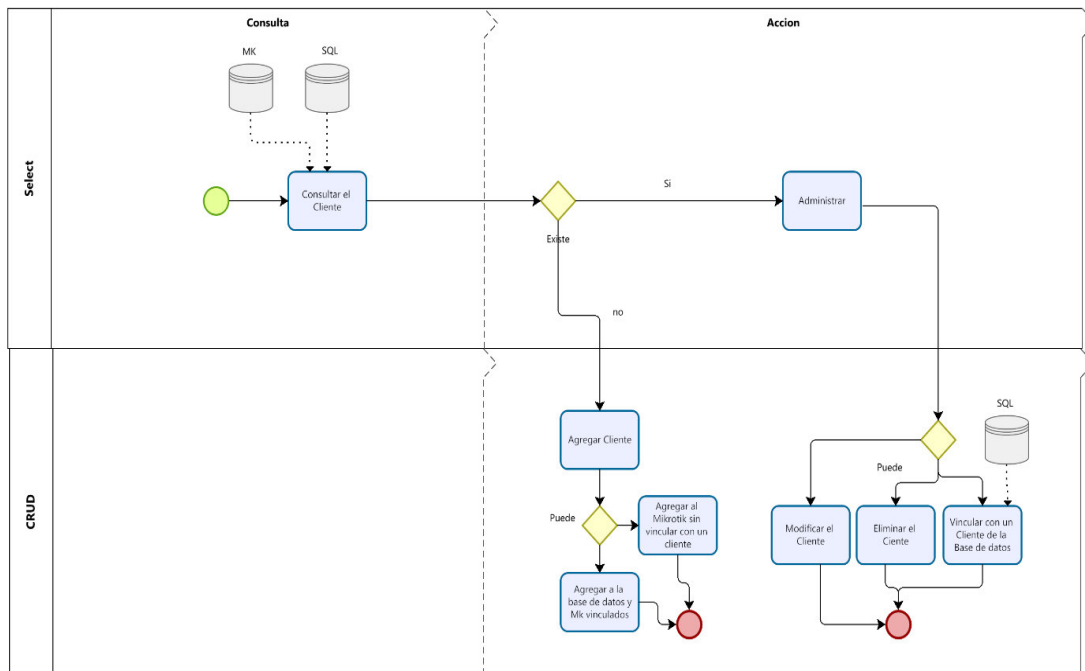 Consulta
Accion
MK
SQL
Select
Consultar el
Cliente
Si
Administrar
Existe
no
CRUD
Agregar Cliente
SQL
Puede
Agregar al
Mikrotik sin
vincular con un
cliente
Agregar a la
base de datos y
Mk vinculados
Puede
Modificar el
Cliente
Eliminar el
Ciente
Vincular con un
Cliente de la
Base de datos